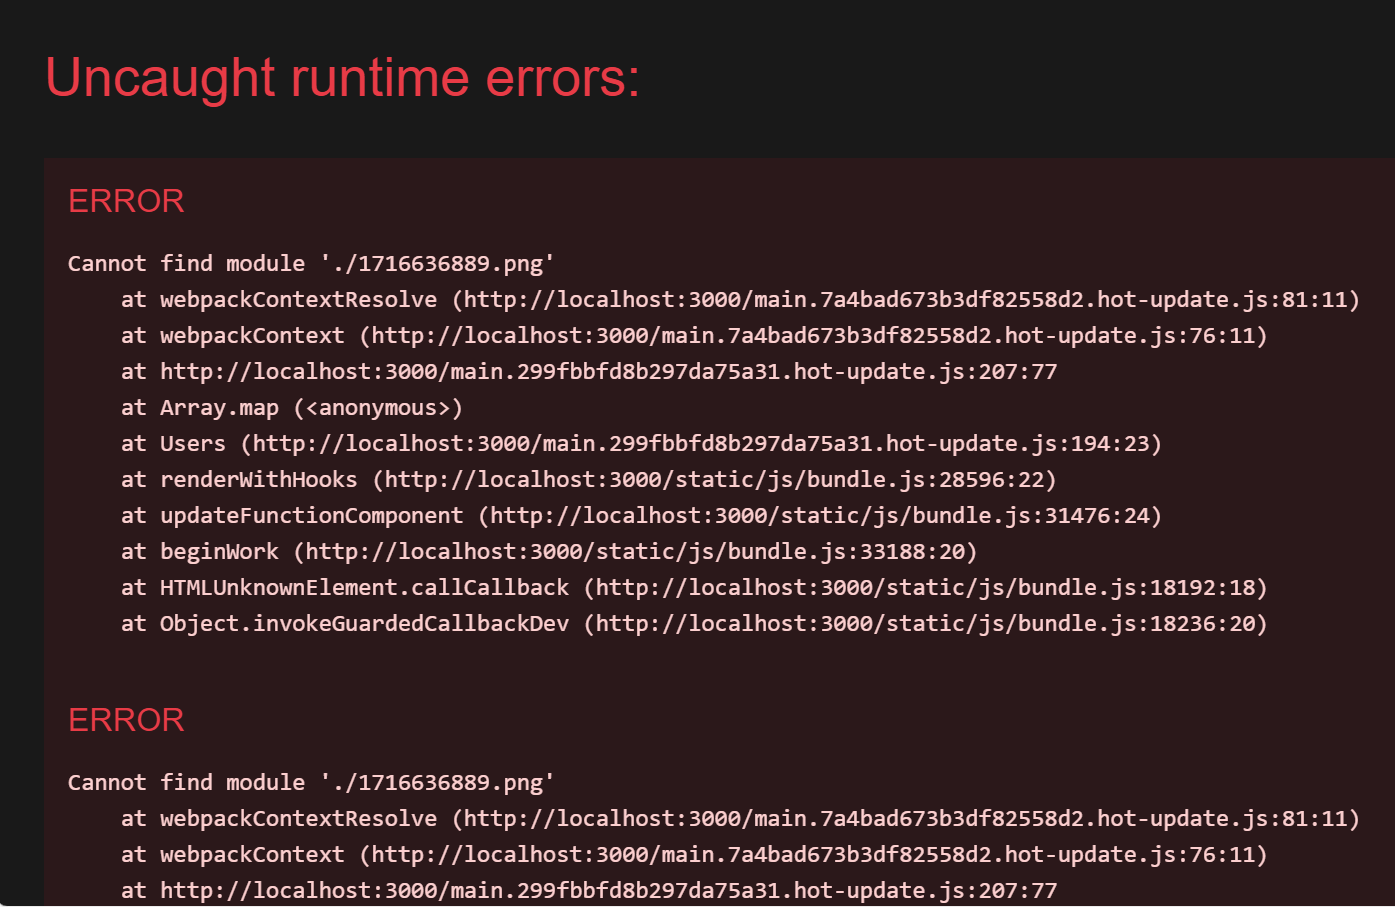 Uncaught runtime errors:
ERROR
Cannot find module './1716636889.png'
    at webpackContextResolve (http://localhost:3000/main.7a4bad673b3df82558d2.hot-update.js:81:11)
    at webpackContext (http://localhost:3000/main.7a4bad673b3df82558d2.hot-update.js:76:11)
    at http://localhost:3000/main.299fbbfd8b297da75a31.hot-update.js:207:77
    at Array.map (<anonymous>)
    at Users (http://localhost:3000/main.299fbbfd8b297da75a31.hot-update.js:194:23)
    at renderWithHooks (http://localhost:3000/static/js/bundle.js:28596:22)
    at updateFunctionComponent (http://localhost:3000/static/js/bundle.js:31476:24)
    at beginWork (http://localhost:3000/static/js/bundle.js:33188:20)
    at HTMLUnknownElement.callCallback (http://localhost:3000/static/js/bundle.js:18192:18)
    at Object.invokeGuardedCallbackDev (http://localhost:3000/static/js/bundle.js:18236:20)
ERROR
Cannot find module './1716636889.png'
    at webpackContextResolve (http://localhost:3000/main.7a4bad673b3df82558d2.hot-update.js:81:11)
    at webpackContext (http://localhost:3000/main.7a4bad673b3df82558d2.hot-update.js:76:11)
    at http://localhost:3000/main.299fbbfd8b297da75a31.hot-update.js:207:77